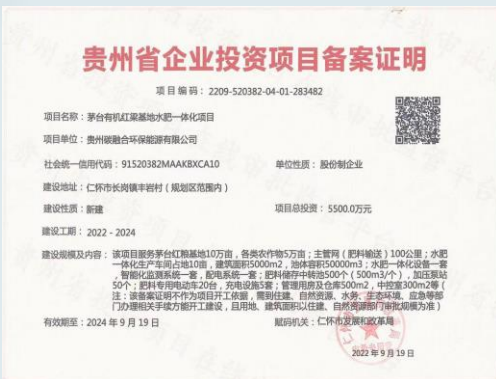 贵州省企业投资项目备案证明
项目编码：2209-520382-04-01-283482
项目名称：茅台有机红粱基地水肥一体化项目
项目单位：贵州碳融合环保能源有限公司
社会统一信用代码：91520382MAAKBXCA10 单位性质：股份制企业
建设地址：仁怀市长岗镇丰岩村（规划区范围内）
建设性质：新建 项目总投资：5500.0万元
建设工期：2022 - 2024
建设规模及内容：该项目服务茅台红粮基地10万亩，各类农作物5万亩；主管网（肥料输送）100公里；水肥
一体化生产车间占地10亩，建筑面积5000m2，池体容积50000m3；水肥一体化设备一套
，智能化监测系统一套，配电系统一套；肥料储存中转池500个（500m3/个），加压泵站
50个；肥料专用电动车20台，充电设施5套；管理用房及仓库500m2，中控室300m2等（
注：该备案证明不作为项目开工依据，需到住建、自然资源、水务、生态环境、应急等部
门办理相关手续方能开工建设，且用地、建筑面积以住建、自然资源部门审批规模为准）
有效期至：2024 年 9 月 19 日 赋码机关：仁怀市发展和改革局
2022 年 9 月 19 日